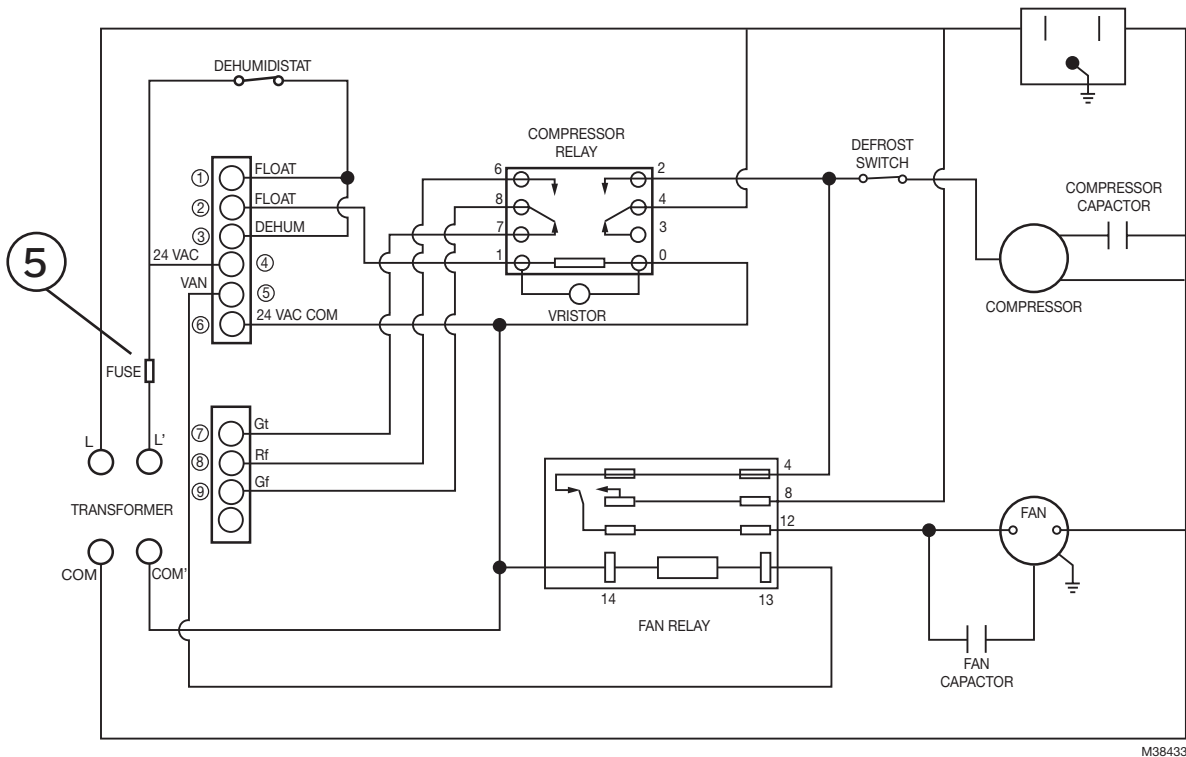 DEHUMIDISTAT
COMPRESSOR
RELAY
DEFROST
SWITCH
COMPRESSOR
CAPACTOR
① FLOAT
② FLOAT
③ DEHUM
24 VAC ④
VAN ⑤
⑥ 24 VAC COM
5
FUSE
6
8
7
1
2
4
3
0
VRISTOR
COMPRESSOR
⑦ Gt
⑧ Rf
⑨ Gf
L
L'
TRANSFORMER
COM
COM'
4
8
12
14
13
FAN RELAY
FAN
FAN
CAPACTOR
M38433